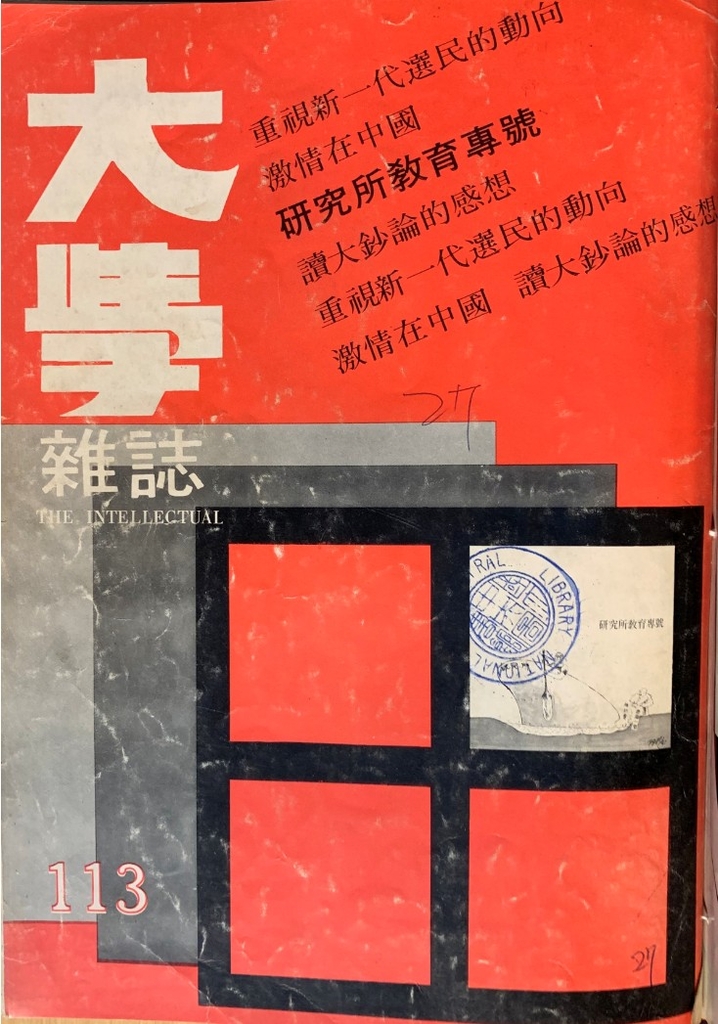 大學
雜誌
THE INTELLECTUAL
重視新一代選民的動向
激情在中國
研究所教育專號
讀大鈔論的感想
重視新一代選民的動向
激情在中國 讀大鈔論的感想
27
RAL LIBRARY
NATIONAL
研究所教育專號
113
27